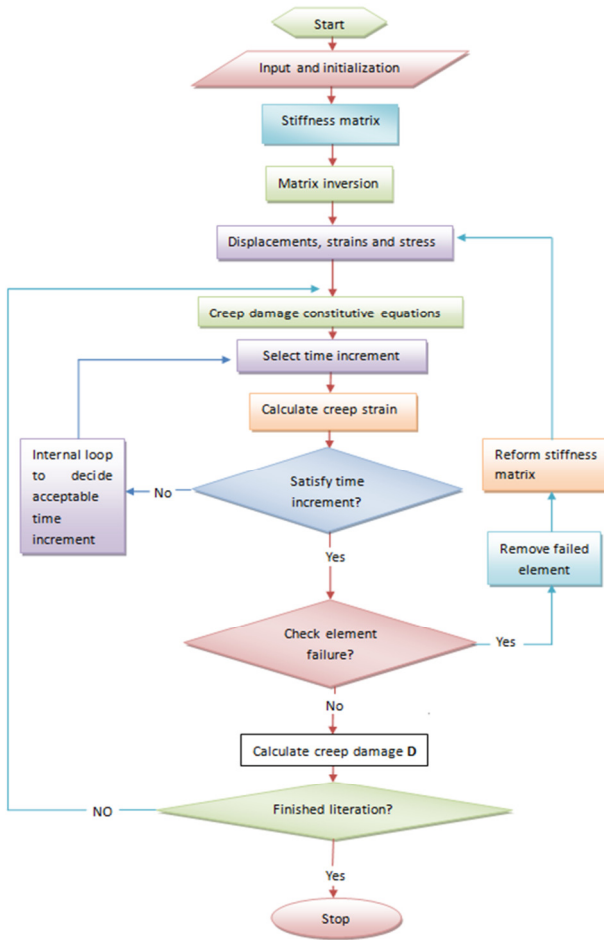 Start
Input and initialization
Stiffness matrix
Matrix inversion
Displacements, strains and stress
Creep damage constitutive equations
Select time increment
Calculate creep strain
Internal loop
to decide
acceptable
time
increment
No
Satisfy time
increment?
Reform stiffness
matrix
Remove failed
element
Yes
Check element
failure?
Yes
No
Calculate creep damage D
NO
Finished literation?
Yes
Stop